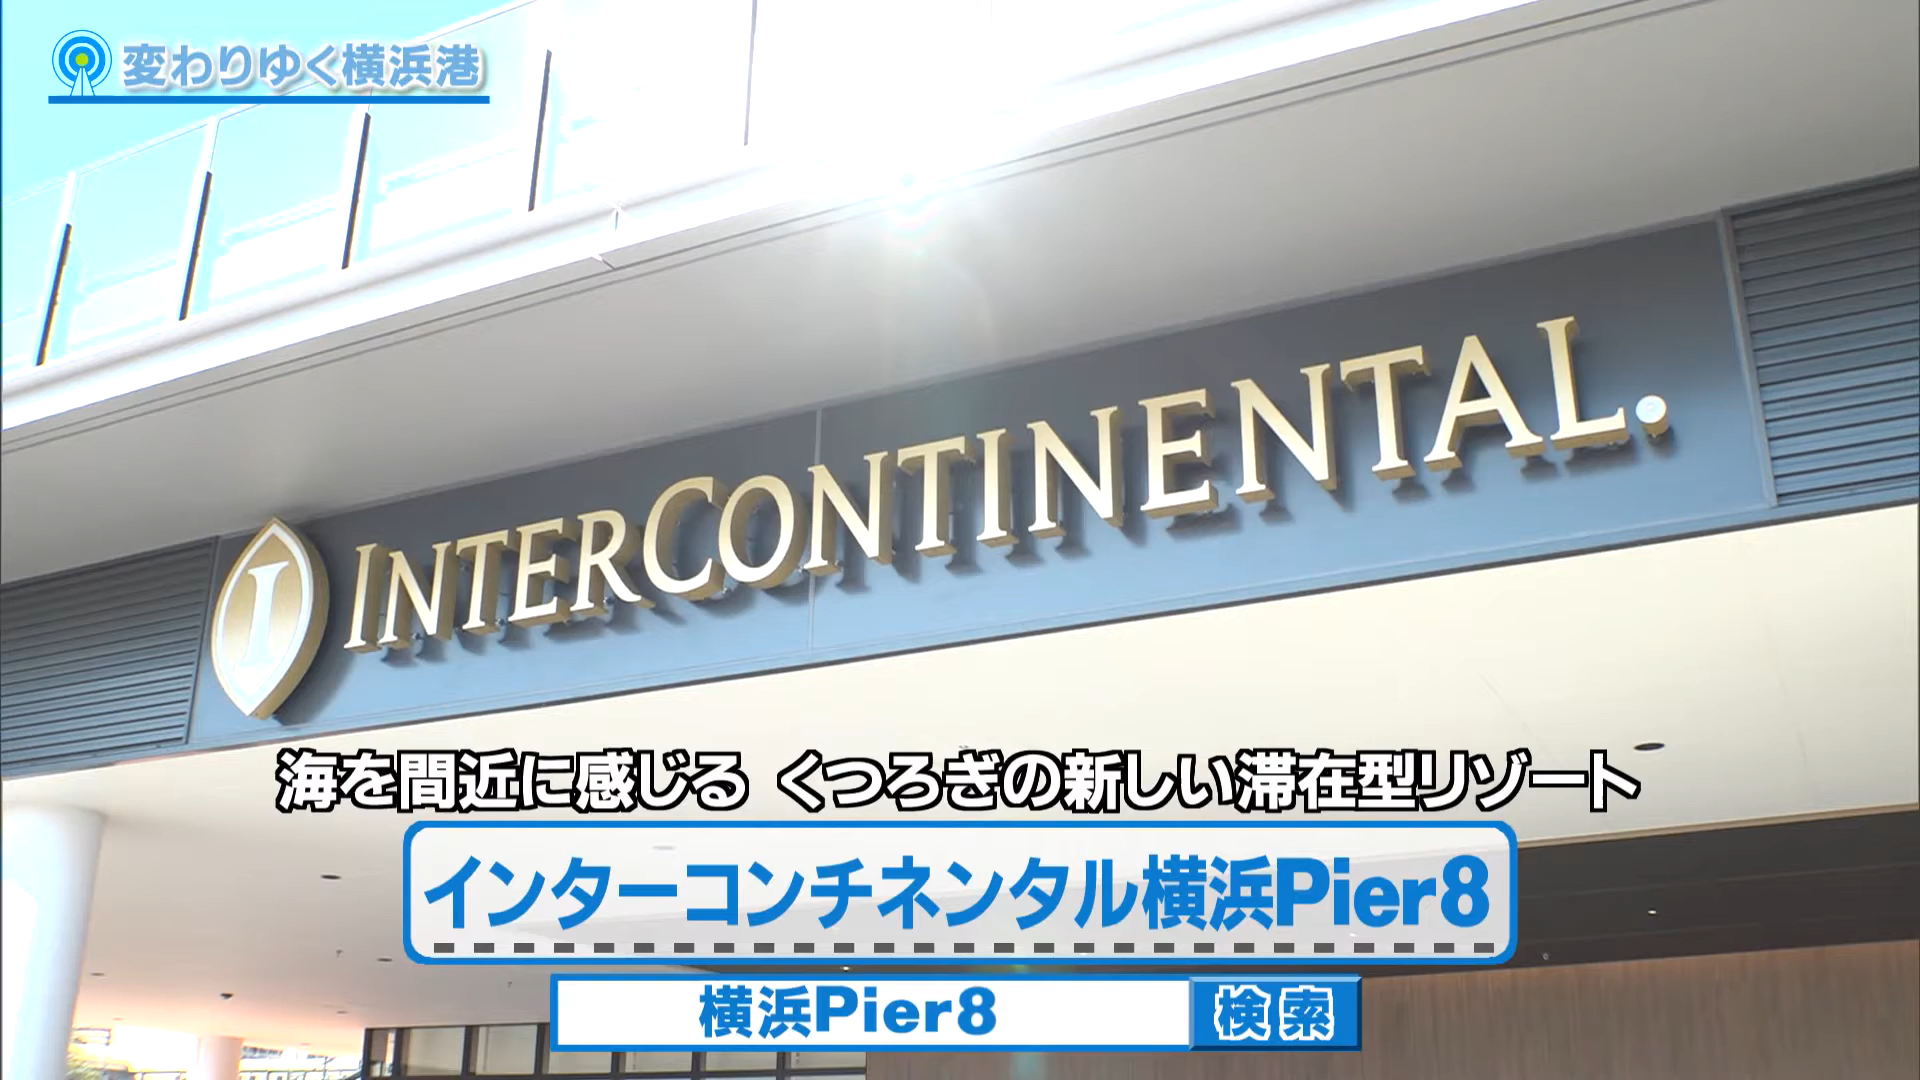 変わりゆく横浜港
I INTERCONTINENTAL.
海を間近に感じる くつろぎの新しい滞在型リゾート
インターコンチネンタル横浜Pier8
横浜Pier8 検索